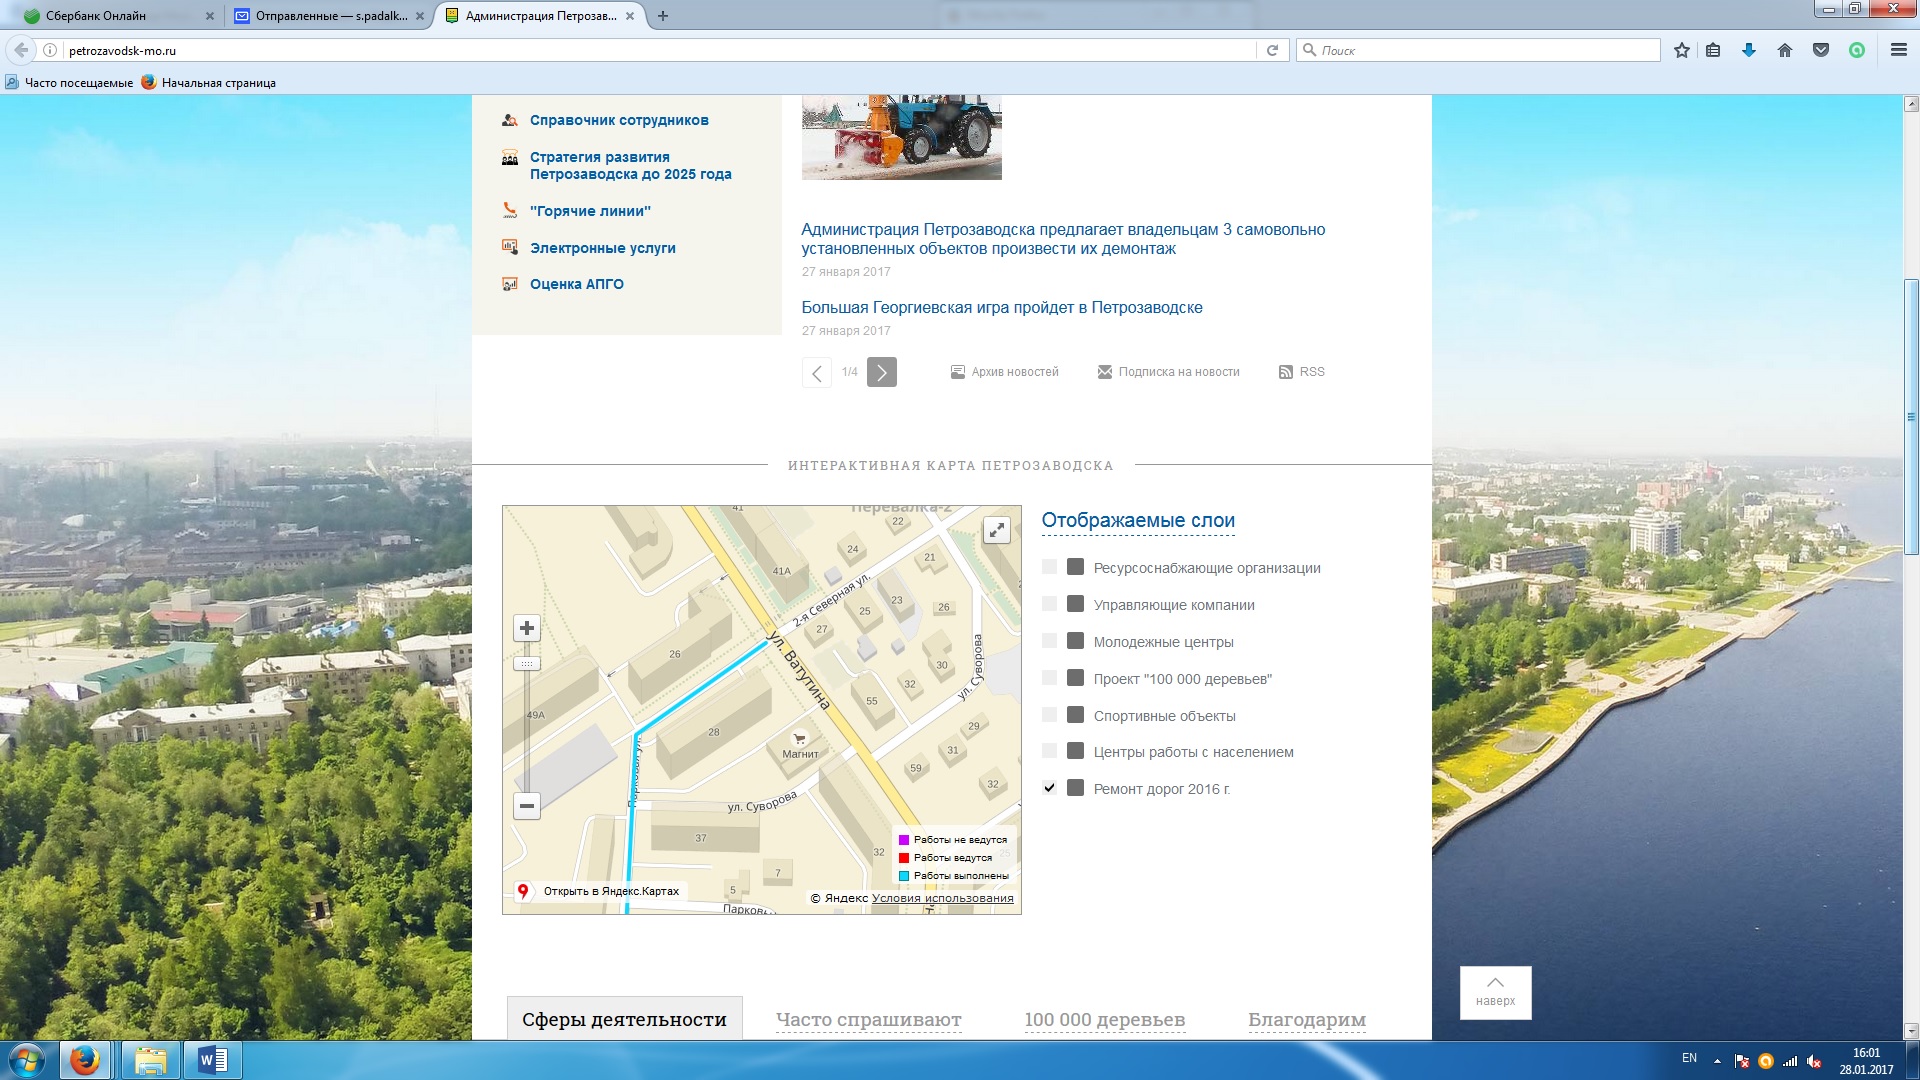 Сбербанк Онлайн
Отправленные — s.padalk...
Администрация Петрозав...
petrozavodsk-mo.ru
Поиск
Часто посещаемые
Начальная страница
Справочник сотрудников
Стратегия развития
Петрозаводска до 2025 года
"Горячие линии"
Электронные услуги
Оценка АПГО
Администрация Петрозаводска предлагает владельцам 3 самовольно
установленных объектов произвести их демонтаж
27 января 2017
Большая Георгиевская игра пройдет в Петрозаводске
27 января 2017
1/4
Архив новостей
Подписка на новости
RSS
ИНТЕРАКТИВНАЯ КАРТА ПЕТРОЗАВОДСКА
41
Перевалка-2
22
24
21
41А
2-я Северная ул.
23
25
26
27
ул. Ватутина
26
30
ул. Суворова
32
49А
55
28
29
Магнит
31
59
32
Парковая ул.
ул. Суворова
37
32
7
5
Парковы
Работы не ведутся
Работы ведутся
Работы выполнены
Открыть в Яндекс.Картах
© Яндекс Условия использования
Отображаемые слои
Ресурсоснабжающие организации
Управляющие компании
Молодежные центры
Проект "100 000 деревьев"
Спортивные объекты
Центры работы с населением
Ремонт дорог 2016 г.
наверх
Сферы деятельности
Часто спрашивают
100 000 деревьев
Благодарим
EN
16:01
28.01.2017